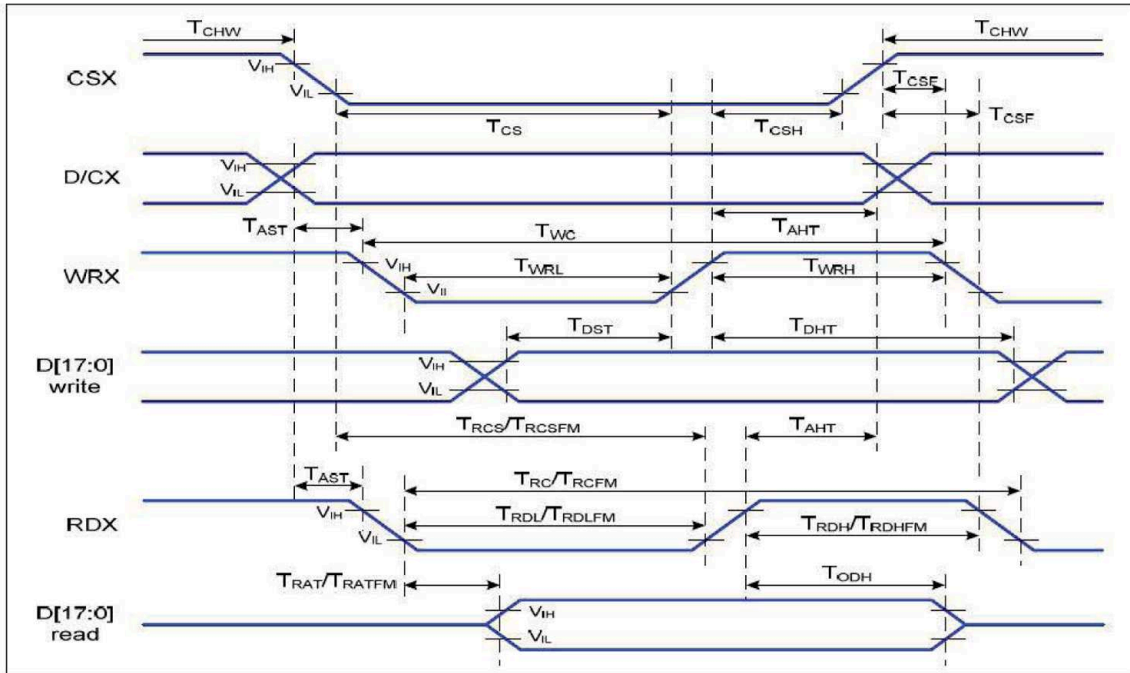 TCHW
TCHW
CSX
VIH
VIL
TCSF
TCS
TCSH
TCSF
D/CX
VIH
VIL
TAST
TWC
TAHT
WRX
VIH
TWRL
TWRH
VIL
TDST
TDHT
D[17:0]
write
VIH
VIL
TRCS/TRCSFM
TAHT
TAST
TRC/TRCFM
RDX
VIH
TRDL/TRDLFM
TRDH/TRDHFM
VIL
TRAT/TRATFM
TODH
D[17:0]
read
VIH
VIL